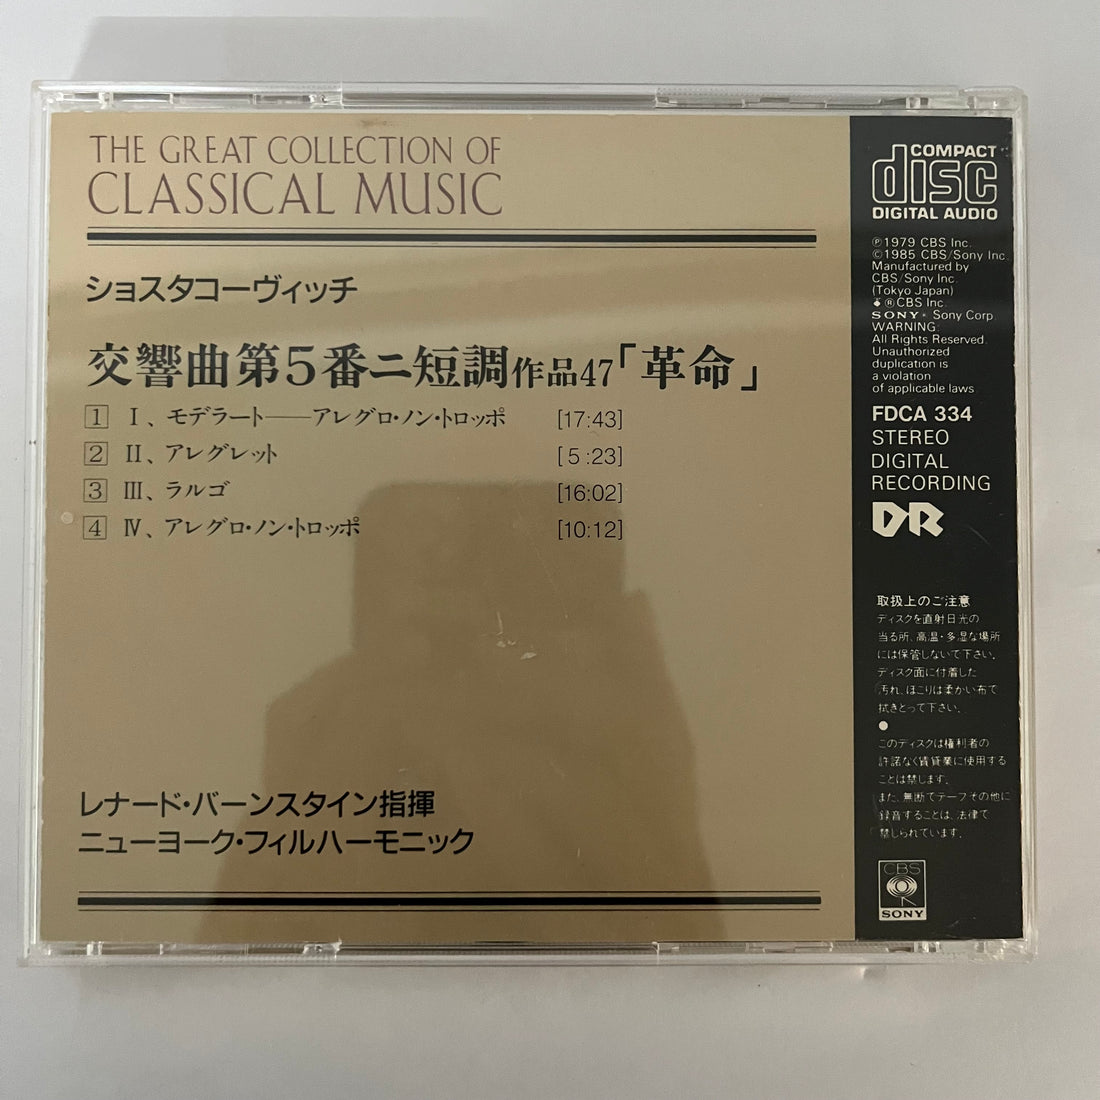 THE GREAT COLLECTION OF
CLASSICAL MUSIC
ショスタコーヴィッチ
交響曲第5番ニ短調作品47「革命」
1 I、モデラート──アレグロ・ノン・トロッポ [17:43]
2 II、アレグレット [5:23]
3 III、ラルゴ [16:02]
4 IV、アレグロ・ノン・トロッポ [10:12]
レナード・バーンスタイン指揮
ニューヨーク・フィルハーモニック
COMPACT
disc
DIGITAL AUDIO
℗1979 CBS Inc.
©1985 CBS/Sony Inc.
Manufactured by
CBS/Sony Inc.
(Tokyo Japan)
®CBS Inc.
SONY® Sony Corp.
WARNING:
All Rights Reserved.
Unauthorized
duplication is
a violation
of applicable laws.
FDCA 334
STEREO
DIGITAL
RECORDING
DR
取扱上のご注意
ディスクを直射日光の
当る所、高温・多湿な場所
には保管しないで下さい。
ディスク面に付着した
汚れ、ほこりは柔かい布で
拭きとって下さい。
●
このディスクは権利者の
許諾なく賃貸業に使用する
ことは禁じます。
また、無断でテープその他に
録音することは、法律で
禁じられています。
CBS
SONY